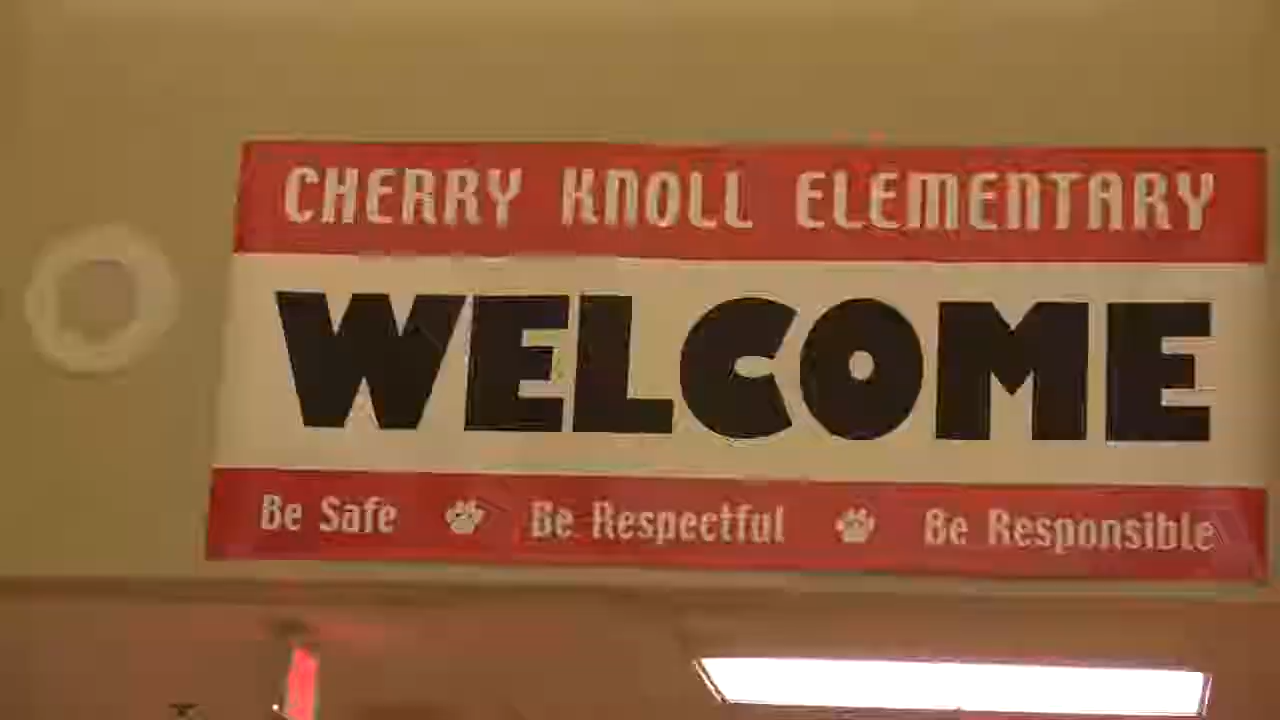 CHERRY KNOLL ELEMENTARY
WELCOME
Be Safe Be Respectful Be Responsible